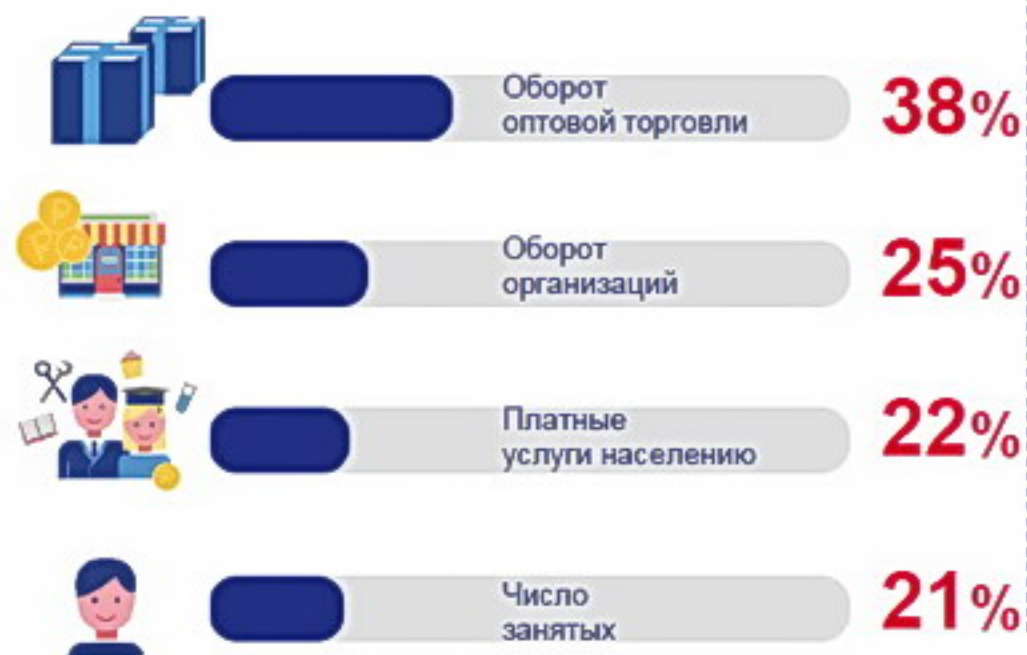 Оборот
оптовой торговли
38%
Оборот
организаций
25%
Платные
услуги населению
22%
Число
занятых
21%